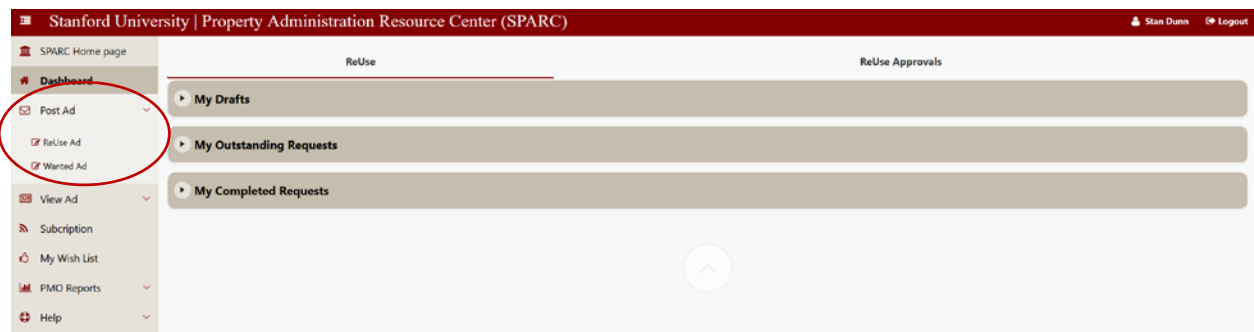 Stanford University | Property Administration Resource Center (SPARC)
Stan Dunn
Logout
SPARC Home page
Dashboard
Post Ad
ReUse Ad
Wanted Ad
View Ad
Subcription
My Wish List
PMO Reports
Help
ReUse
ReUse Approvals
My Drafts
My Outstanding Requests
My Completed Requests